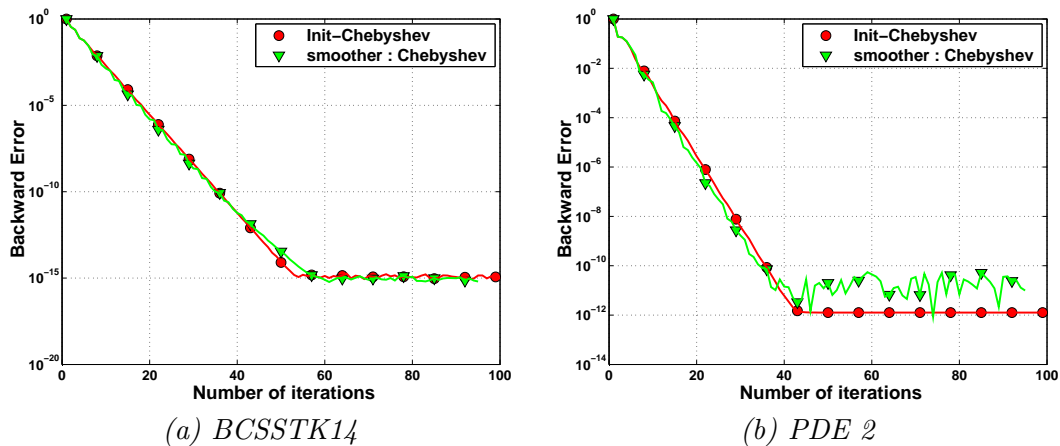 10^0
10^-5
10^-10
10^-15
10^-20
Backward Error
0 20 40 60 80 100
Number of iterations
Init-Chebyshev
smoother : Chebyshev
(a) BCSSTK14
10^0
10^-2
10^-4
10^-6
10^-8
10^-10
10^-12
10^-14
Backward Error
0 20 40 60 80 100
Number of iterations
Init-Chebyshev
smoother : Chebyshev
(b) PDE 2